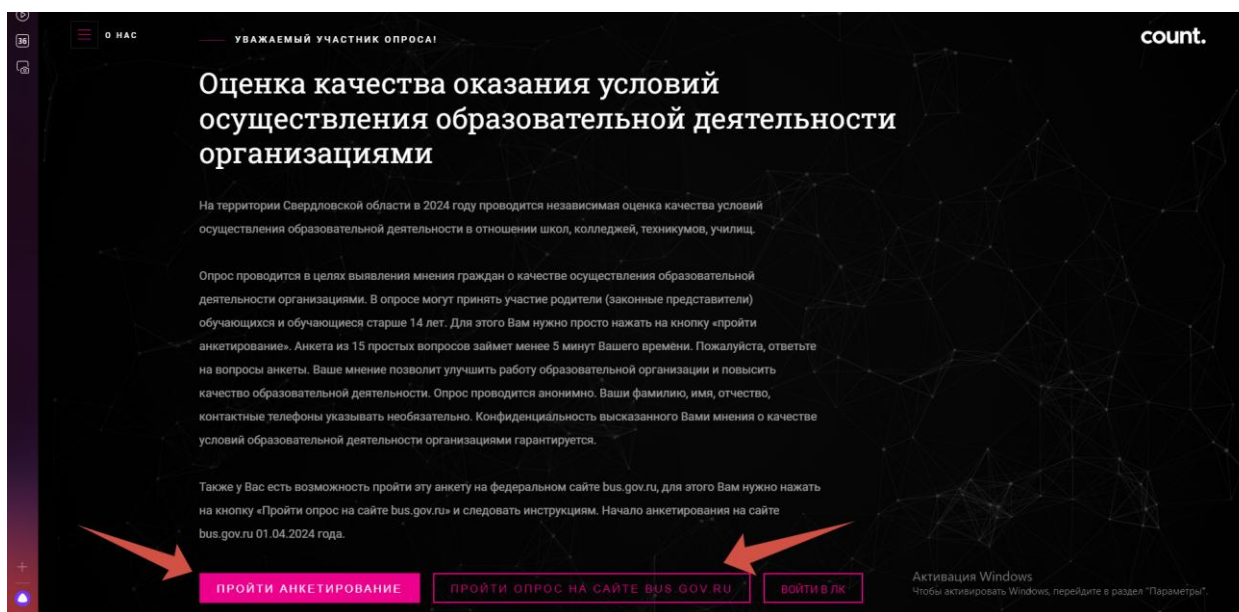 36
О НАС
УВАЖАЕМЫЙ УЧАСТНИК ОПРОСА!
count.
Оценка качества оказания условий
осуществления образовательной деятельности
организациями
На территории Свердловской области в 2024 году проводится независимая оценка качества условий
осуществления образовательной деятельности в отношении школ, колледжей, техникумов, училищ.
Опрос проводится в целях выявления мнения граждан о качестве осуществления образовательной
деятельности организациями. В опросе могут принять участие родители (законные представители)
обучающихся и обучающиеся старше 14 лет. Для этого Вам нужно просто нажать на кнопку «пройти
анкетирование». Анкета из 15 простых вопросов займет менее 5 минут Вашего времени. Пожалуйста, ответьте
на вопросы анкеты. Ваше мнение позволит улучшить работу образовательной организации и повысить
качество образовательной деятельности. Опрос проводится анонимно. Ваши фамилию, имя, отчество,
контактные телефоны указывать необязательно. Конфиденциальность высказанного Вами мнения о качестве
условий образовательной деятельности организациями гарантируется.
Также у Вас есть возможность пройти эту анкету на федеральном сайте bus.gov.ru, для этого Вам нужно нажать
на кнопку «Пройти опрос на сайте bus.gov.ru» и следовать инструкциям. Начало анкетирования на сайте
bus.gov.ru 01.04.2024 года.
ПРОЙТИ АНКЕТИРОВАНИЕ
ПРОЙТИ ОПРОС НА САЙТЕ BUS.GOV.RU
ВОЙТИ В ЛК
Активация Windows
Чтобы активировать Windows, перейдите в раздел "Параметры".